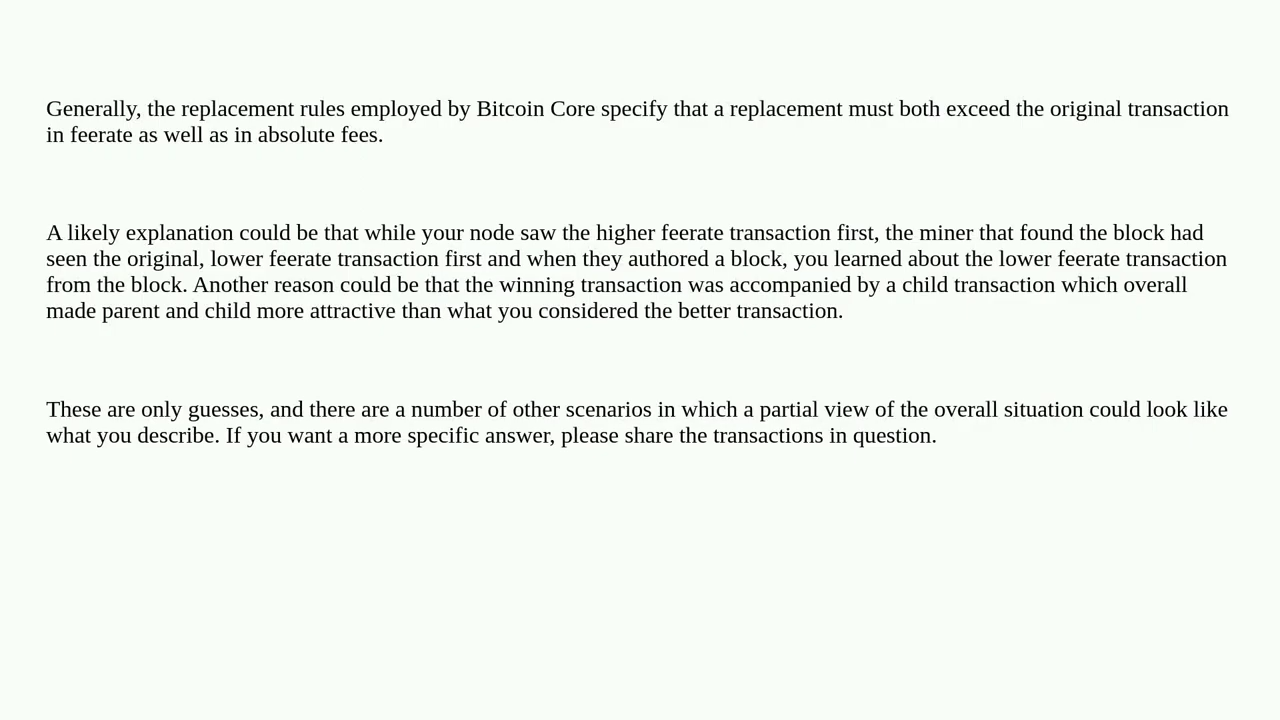 Generally, the replacement rules employed by Bitcoin Core specify that a replacement must both exceed the original transaction
in feerate as well as in absolute fees.
A likely explanation could be that while your node saw the higher feerate transaction first, the miner that found the block had
seen the original, lower feerate transaction first and when they authored a block, you learned about the lower feerate transaction
from the block. Another reason could be that the winning transaction was accompanied by a child transaction which overall
made parent and child more attractive than what you considered the better transaction.
These are only guesses, and there are a number of other scenarios in which a partial view of the overall situation could look like
what you describe. If you want a more specific answer, please share the transactions in question.